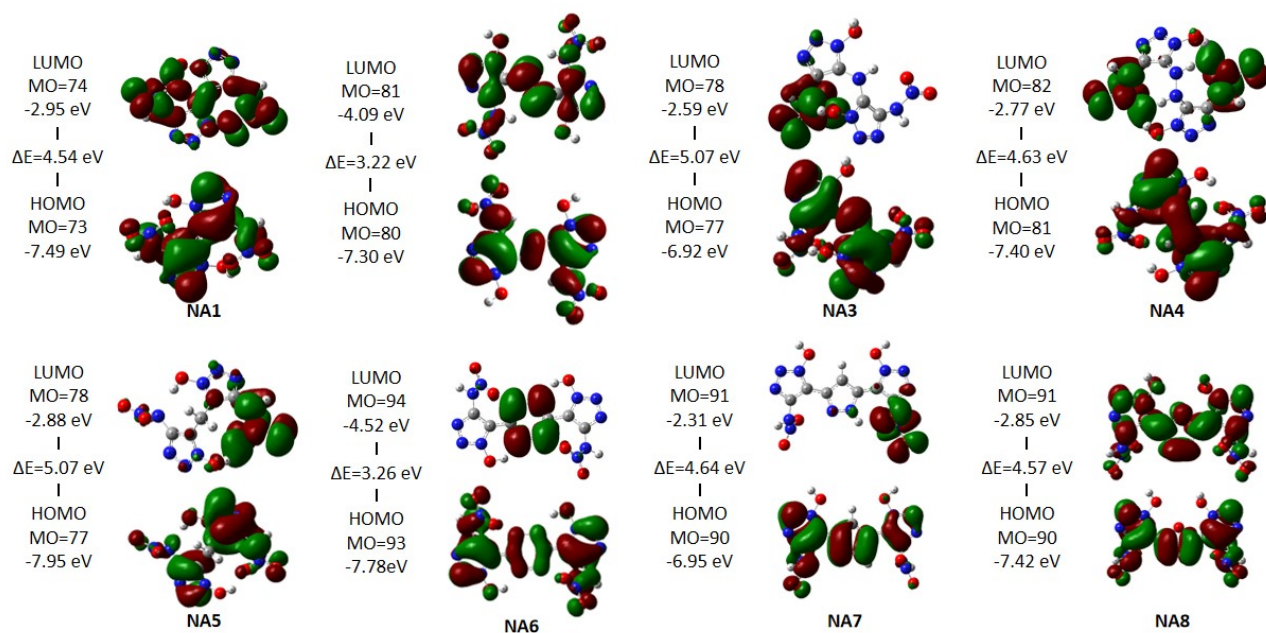 LUMO
MO=74
-2.95 eV
ΔE=4.54 eV
HOMO
MO=73
-7.49 eV
NA1
LUMO
MO=81
-4.09 eV
ΔE=3.22 eV
HOMO
MO=80
-7.30 eV
LUMO
MO=78
-2.59 eV
ΔE=5.07 eV
HOMO
MO=77
-6.92 eV
NA3
LUMO
MO=82
-2.77 eV
ΔE=4.63 eV
HOMO
MO=81
-7.40 eV
NA4
LUMO
MO=78
-2.88 eV
ΔE=5.07 eV
HOMO
MO=77
-7.95 eV
NA5
LUMO
MO=94
-4.52 eV
ΔE=3.26 eV
HOMO
MO=93
-7.78eV
NA6
LUMO
MO=91
-2.31 eV
ΔE=4.64 eV
HOMO
MO=90
-6.95 eV
NA7
LUMO
MO=91
-2.85 eV
ΔE=4.57 eV
HOMO
MO=90
-7.42 eV
NA8